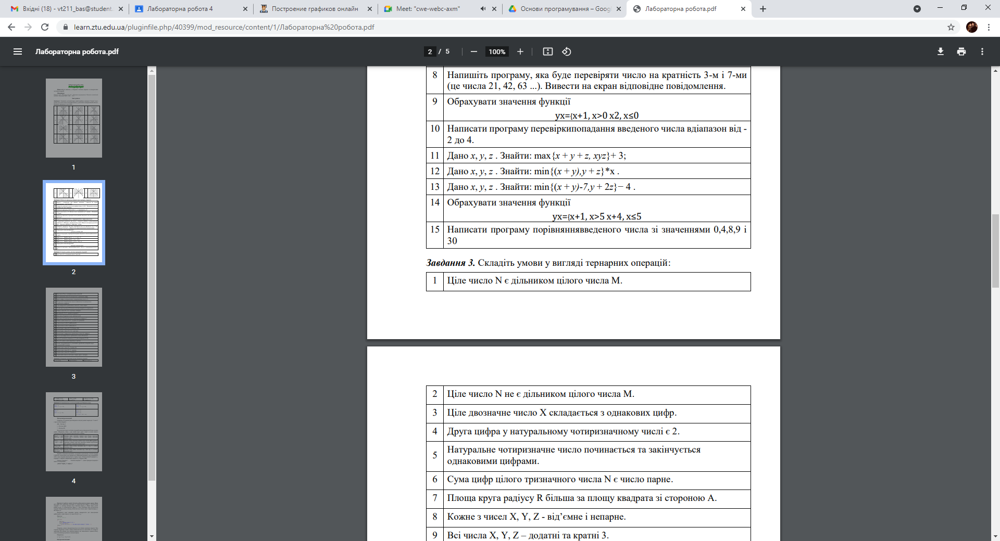 Вхідні (18) - vt211_bas@student.
Лабораторна робота 4
Построение графиков онлайн
Meet: "cwe-webc-axm"
Основи програмування – Goog
Лабораторна робота.pdf
learn.ztu.edu.ua/pluginfile.php/40399/mod_resource/content/1/Лабораторна%20робота.pdf
Лабораторна робота.pdf
2 / 5
100%
1
2
3
4
8 Напишіть програму, яка буде перевіряти число на кратність 3-м і 7-ми
(це числа 21, 42, 63 ...). Вивести на екран відповідне повідомлення.
9 Обрахувати значення функції
yx={x+1, x>0 x2, x≤0
10 Написати програму перевіркипопадання введеного числа вдіапазон від -
2 до 4.
11 Дано x, y, z . Знайти: max{x + y + z, xyz}+ 3;
12 Дано x, y, z . Знайти: min{(x + y),y + z}*x .
13 Дано x, y, z . Знайти: min{(x + y)-7,y + 2z}− 4 .
14 Обрахувати значення функції
yx={x+1, x>5 x+4, x≤5
15 Написати програму порівняннявведеного числа зі значеннями 0,4,8,9 і
30
Завдання 3. Складіть умови у вигляді тернарних операцій:
1 Ціле число N є дільником цілого числа M.
2 Ціле число N не є дільником цілого числа M.
3 Ціле двозначне число X складається з однакових цифр.
4 Друга цифра у натуральному чотиризначному числі є 2.
5 Натуральне чотиризначне число починається та закінчується
однаковими цифрами.
6 Сума цифр цілого тризначного числа N є число парне.
7 Площа круга радіусу R більша за площу квадрата зі стороною A.
8 Кожне з чисел X, Y, Z - від’ємне і непарне.
9 Всі числа X, Y, Z – додатні та кратні 3.